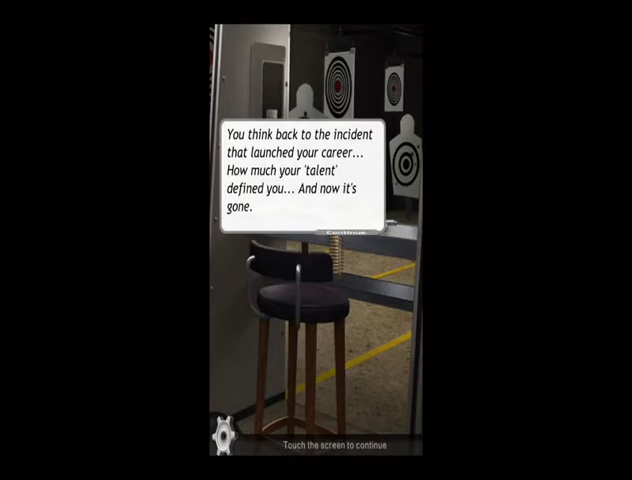 You think back to the incident
that launched your career...
How much your 'talent'
defined you... And now it's
gone.
Continue
Touch the screen to continue